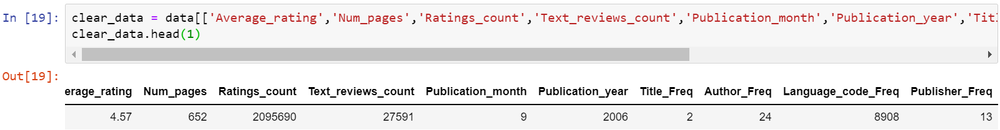 In [19]: clear_data = data[['Average_rating','Num_pages','Ratings_count','Text_reviews_count','Publication_month','Publication_year','Titl
clear_data.head(1)
Out[19]:
erage_rating Num_pages Ratings_count Text_reviews_count Publication_month Publication_year Title_Freq Author_Freq Language_code_Freq Publisher_Freq
4.57 652 2095690 27591 9 2006 2 24 8908 13